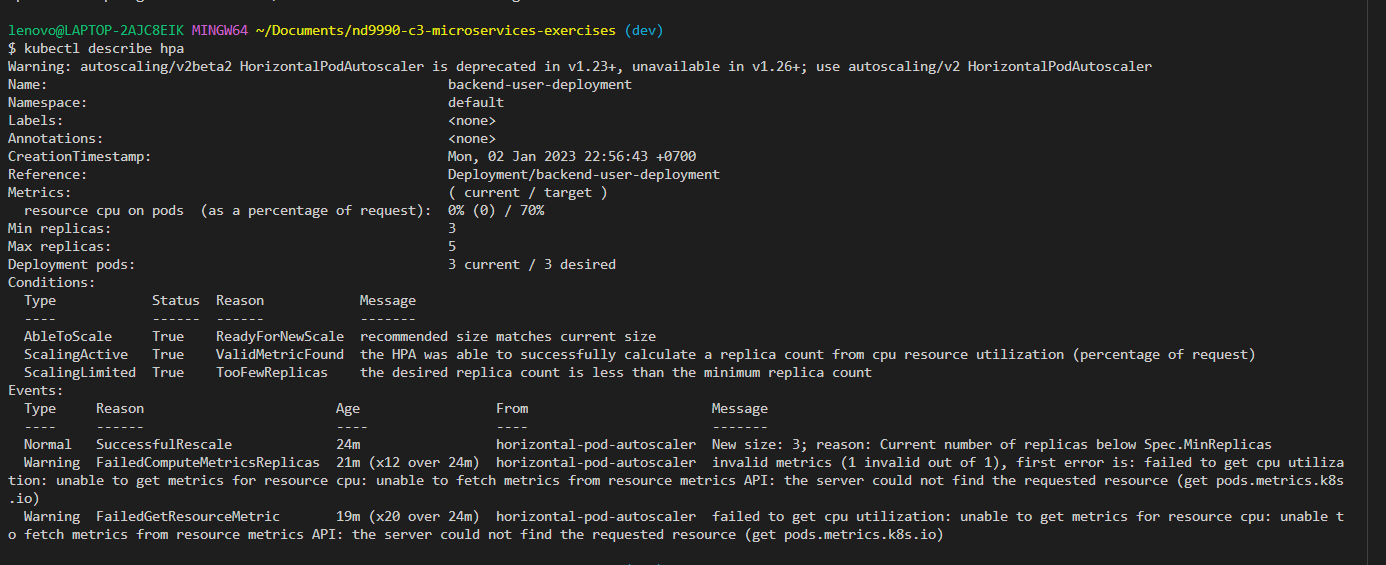 lenovo@LAPTOP-2AJC8EIK MINGW64 ~/Documents/nd9990-c3-microservices-exercises (dev)
$ kubectl describe hpa
Warning: autoscaling/v2beta2 HorizontalPodAutoscaler is deprecated in v1.23+, unavailable in v1.26+; use autoscaling/v2 HorizontalPodAutoscaler
Name:                                                  backend-user-deployment
Namespace:                                             default
Labels:                                                <none>
Annotations:                                           <none>
CreationTimestamp:                                     Mon, 02 Jan 2023 22:56:43 +0700
Reference:                                             Deployment/backend-user-deployment
Metrics:                                               ( current / target )
  resource cpu on pods  (as a percentage of request):  0% (0) / 70%
Min replicas:                                          3
Max replicas:                                          5
Deployment pods:                                       3 current / 3 desired
Conditions:
  Type            Status  Reason            Message
  ----            ------  ------            -------
  AbleToScale     True    ReadyForNewScale  recommended size matches current size
  ScalingActive   True    ValidMetricFound  the HPA was able to successfully calculate a replica count from cpu resource utilization (percentage of request)
  ScalingLimited  True    TooFewReplicas    the desired replica count is less than the minimum replica count
Events:
  Type     Reason                        Age                 From                       Message
  ----     ------                        ----                ----                       -------
  Normal   SuccessfulRescale             24m                 horizontal-pod-autoscaler  New size: 3; reason: Current number of replicas below Spec.MinReplicas
  Warning  FailedComputeMetricsReplicas  21m (x12 over 24m)  horizontal-pod-autoscaler  invalid metrics (1 invalid out of 1), first error is: failed to get cpu utiliza
tion: unable to get metrics for resource cpu: unable to fetch metrics from resource metrics API: the server could not find the requested resource (get pods.metrics.k8s
.io)
  Warning  FailedGetResourceMetric       19m (x20 over 24m)  horizontal-pod-autoscaler  failed to get cpu utilization: unable to get metrics for resource cpu: unable t
o fetch metrics from resource metrics API: the server could not find the requested resource (get pods.metrics.k8s.io)